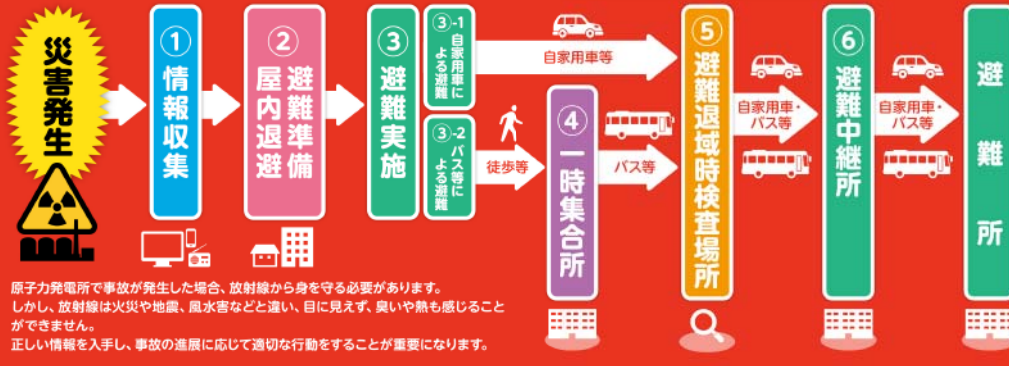 災害発生
①情報収集
②避難準備
屋内退避
③避難実施
③-1 自家用車に
よる避難
③-2 バス等に
よる避難
自家用車等
徒歩等
④一時集合所
バス等
⑤避難退域時検査場所
自家用車・
バス等
⑥避難中継所
自家用車・
バス等
避難所
原子力発電所で事故が発生した場合、放射線から身を守る必要があります。
しかし、放射線は火災や地震、風水害などと違い、目に見えず、臭いや熱も感じること
ができません。
正しい情報を入手し、事故の進展に応じて適切な行動をすることが重要になります。